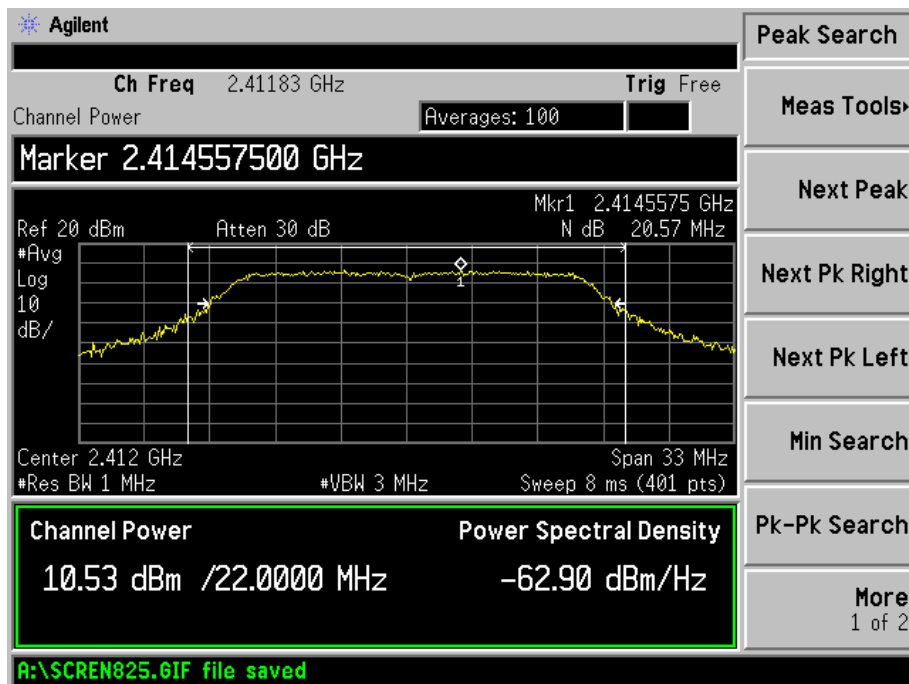 Agilent
Peak Search
Ch Freq 2.41183 GHz Trig Free
Channel Power Averages: 100
Meas Tools
Marker 2.414557500 GHz
Mkr1 2.4145575 GHz
Ref 20 dBm Atten 30 dB N dB 20.57 MHz
Next Peak
#Avg
Log
10
dB/
1
Next Pk Right
Next Pk Left
Center 2.412 GHz Span 33 MHz
#Res BW 1 MHz #VBW 3 MHz Sweep 8 ms (401 pts)
Min Search
Channel Power Power Spectral Density
10.53 dBm /22.0000 MHz -62.90 dBm/Hz
Pk-Pk Search
More
1 of 2
A:\SCREN825.GIF file saved